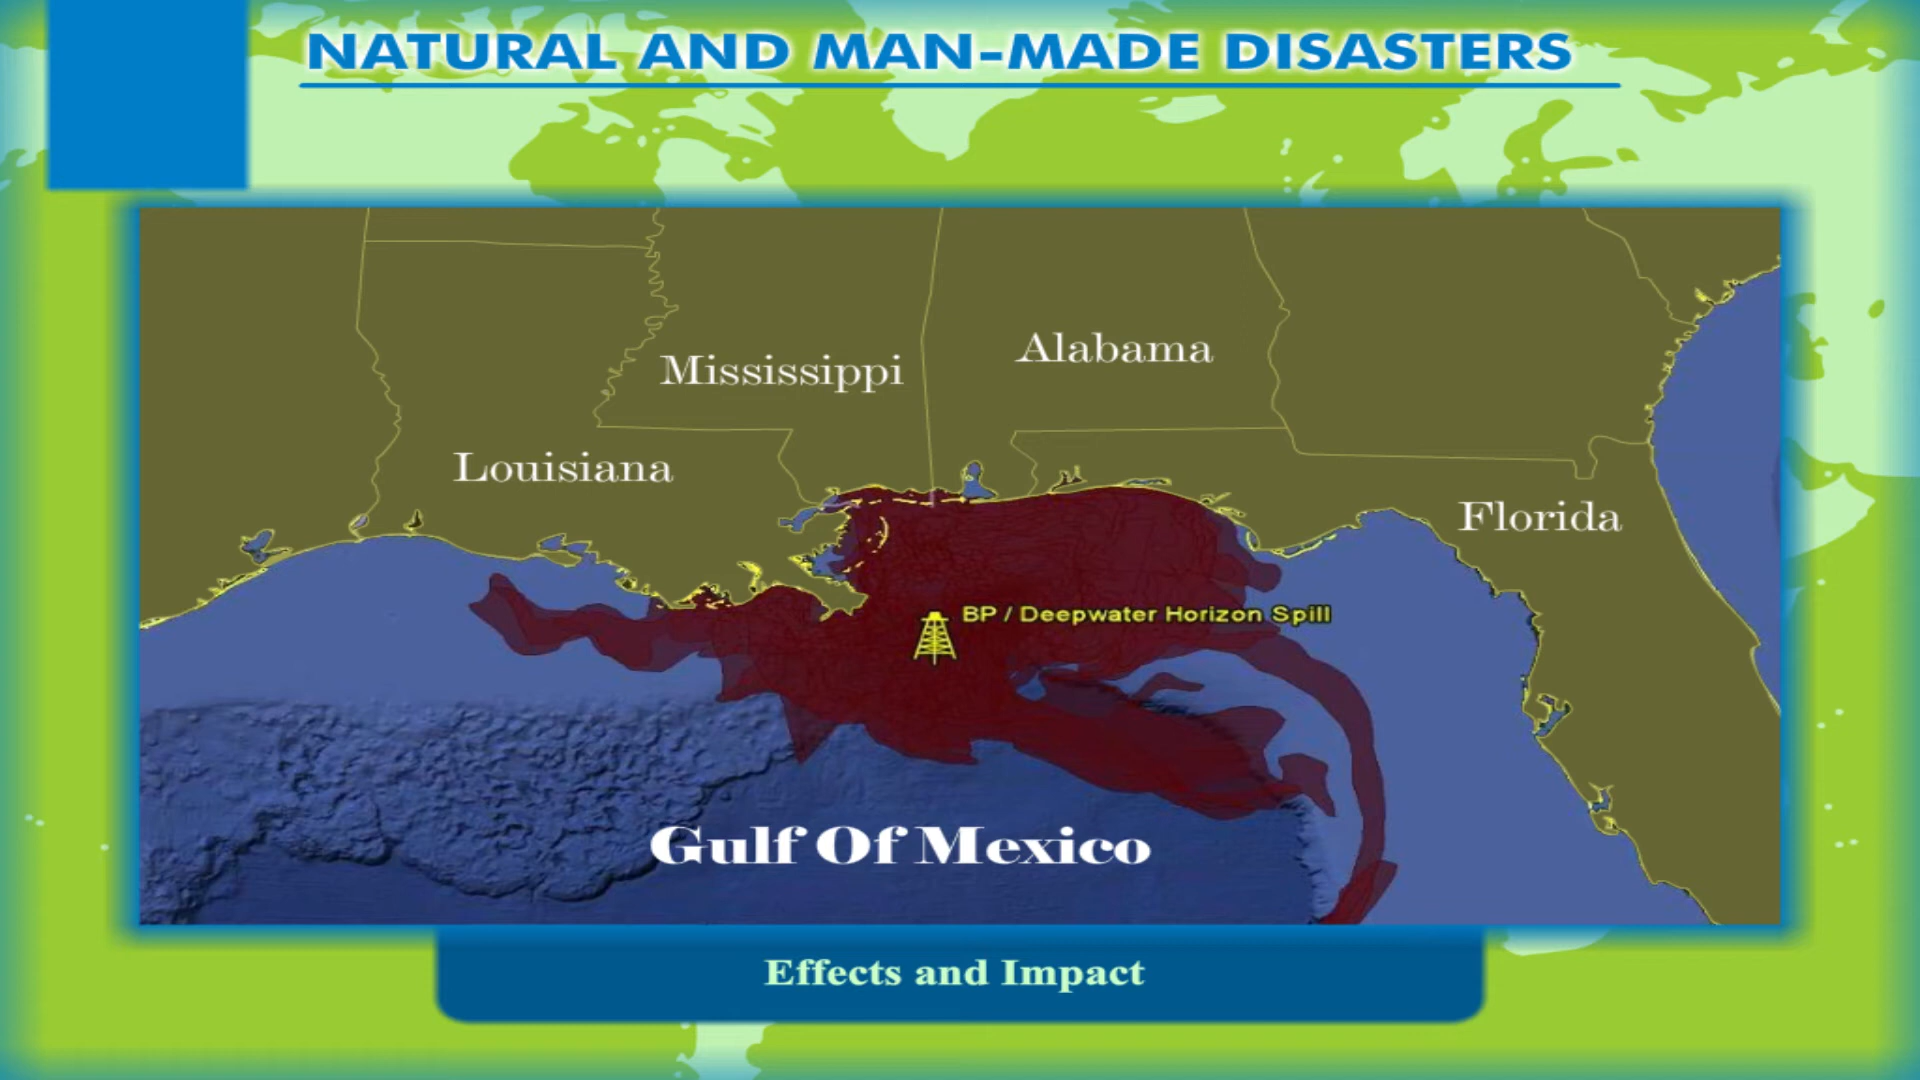 NATURAL AND MAN-MADE DISASTERS
Alabama
Mississippi
Louisiana
Florida
BP / Deepwater Horizon Spill
Gulf Of Mexico
Effects and Impact